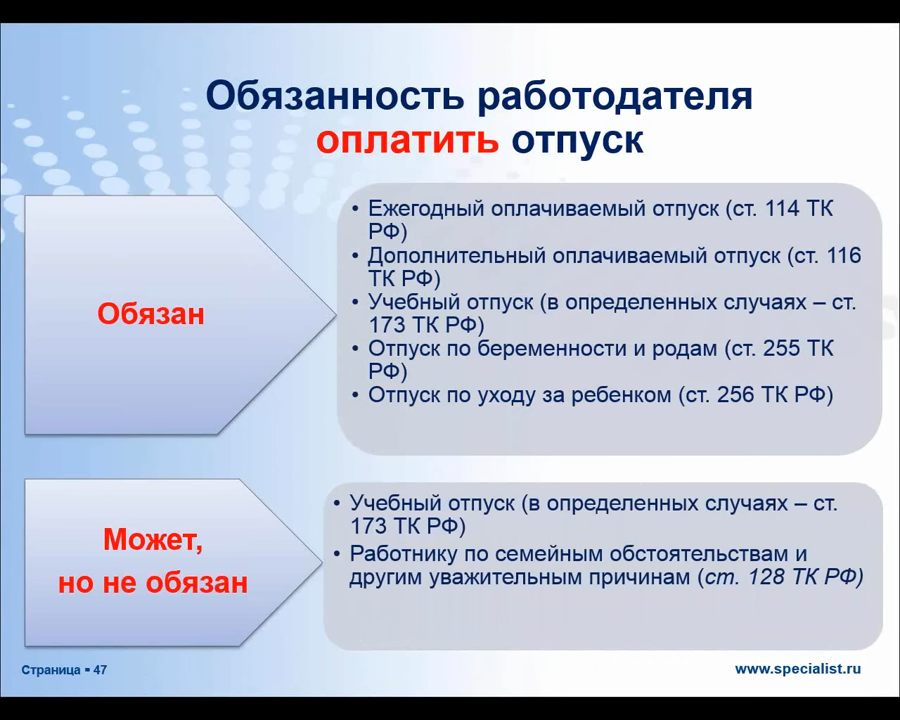 Обязанность работодателя
оплатить отпуск
Обязан
• Ежегодный оплачиваемый отпуск (ст. 114 ТК
РФ)
• Дополнительный оплачиваемый отпуск (ст. 116
ТК РФ)
• Учебный отпуск (в определенных случаях – ст.
173 ТК РФ)
• Отпуск по беременности и родам (ст. 255 ТК
РФ)
• Отпуск по уходу за ребенком (ст. 256 ТК РФ)
Может,
но не обязан
• Учебный отпуск (в определенных случаях – ст.
173 ТК РФ)
• Работнику по семейным обстоятельствам и
другим уважительным причинам (ст. 128 ТК РФ)
Страница ▪ 47
www.specialist.ru